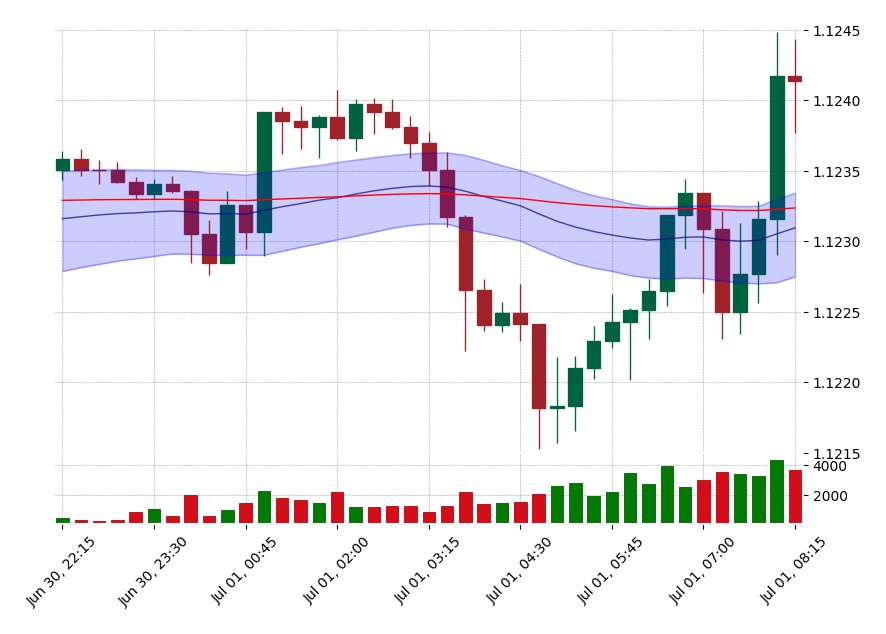 1.1245
1.1240
1.1235
1.1230
1.1225
1.1220
1.1215
4000
2000
Jun 30, 22:15
Jun 30, 23:30
Jul 01, 00:45
Jul 01, 02:00
Jul 01, 03:15
Jul 01, 04:30
Jul 01, 05:45
Jul 01, 07:00
Jul 01, 08:15